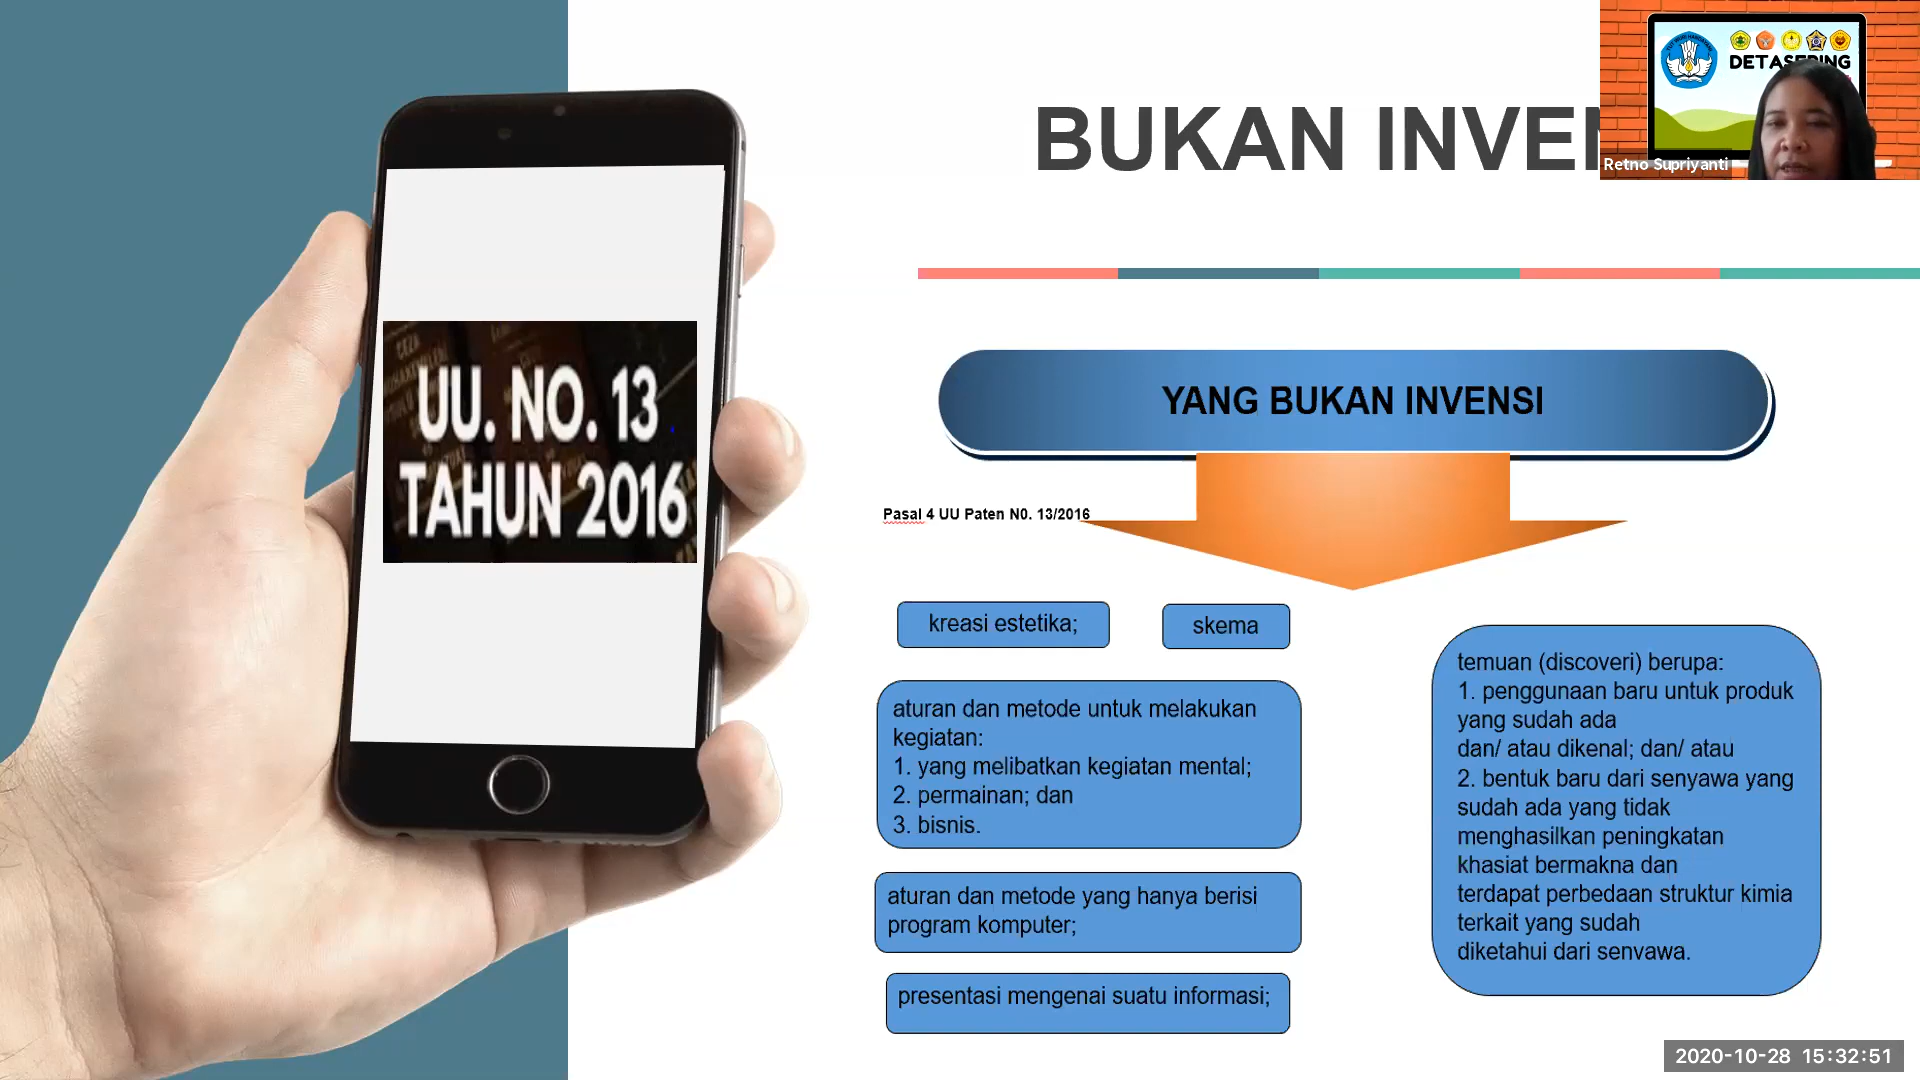 BUKAN INVEN
DETASERING
Retno Supriyanti
UU. NO. 13
TAHUN 2016
YANG BUKAN INVENSI
Pasal 4 UU Paten N0. 13/2016
kreasi estetika;
skema
aturan dan metode untuk melakukan
kegiatan:
1. yang melibatkan kegiatan mental;
2. permainan; dan
3. bisnis.
aturan dan metode yang hanya berisi
program komputer;
presentasi mengenai suatu informasi;
temuan (discoveri) berupa:
1. penggunaan baru untuk produk
yang sudah ada
dan/ atau dikenal; dan/ atau
2. bentuk baru dari senyawa yang
sudah ada yang tidak
menghasilkan peningkatan
khasiat bermakna dan
terdapat perbedaan struktur kimia
terkait yang sudah
diketahui dari senvawa.
2020-10-28 15:32:51